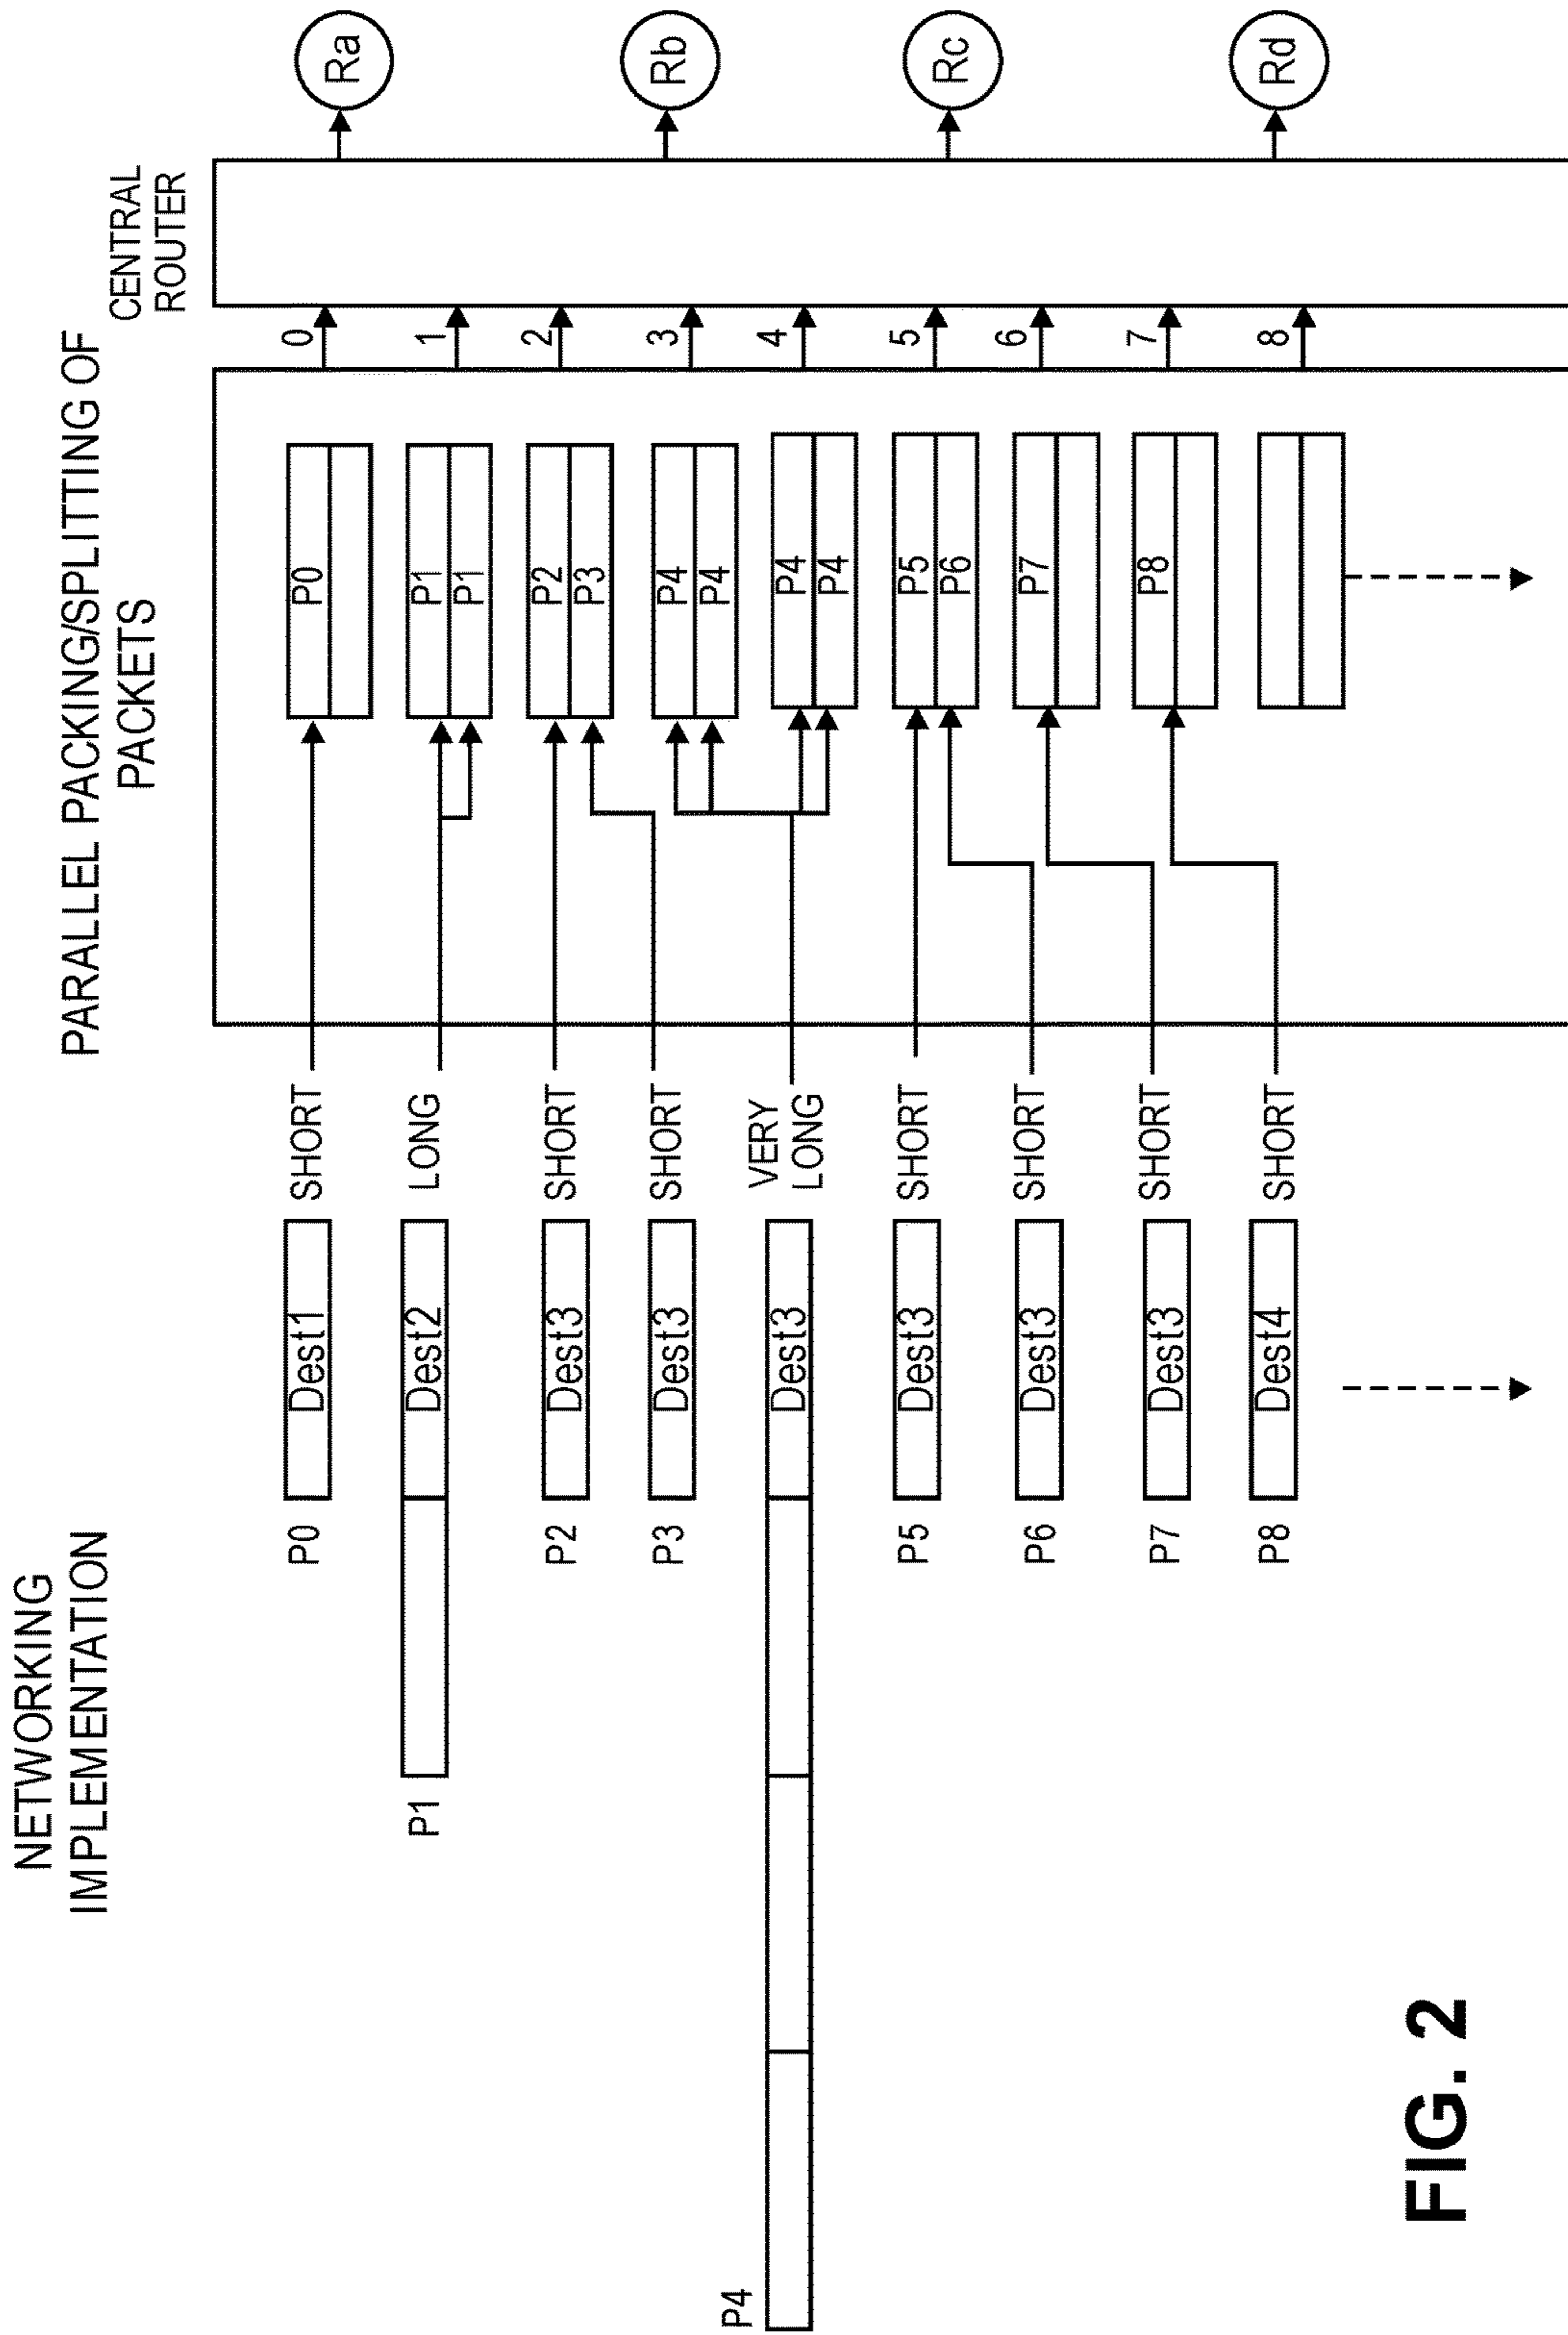 NETWORKING
IMPLEMENTATION
PARALLEL PACKING/SPLITTING OF
PACKETS
CENTRAL
ROUTER
P0 Dest1 SHORT P0 0 Ra
P1 Dest2 LONG P1 1
P1
P2 Dest3 SHORT P2 2
P3 Dest3 SHORT P3 3 Rb
P4
P4
P4 Dest3 VERY
LONG P4 4
P4
P5 Dest3 SHORT P5 5 Rc
P6 Dest3 SHORT P6 6
P7 Dest3 SHORT P7 7
P8 Dest4 SHORT P8 8 Rd
FIG. 2